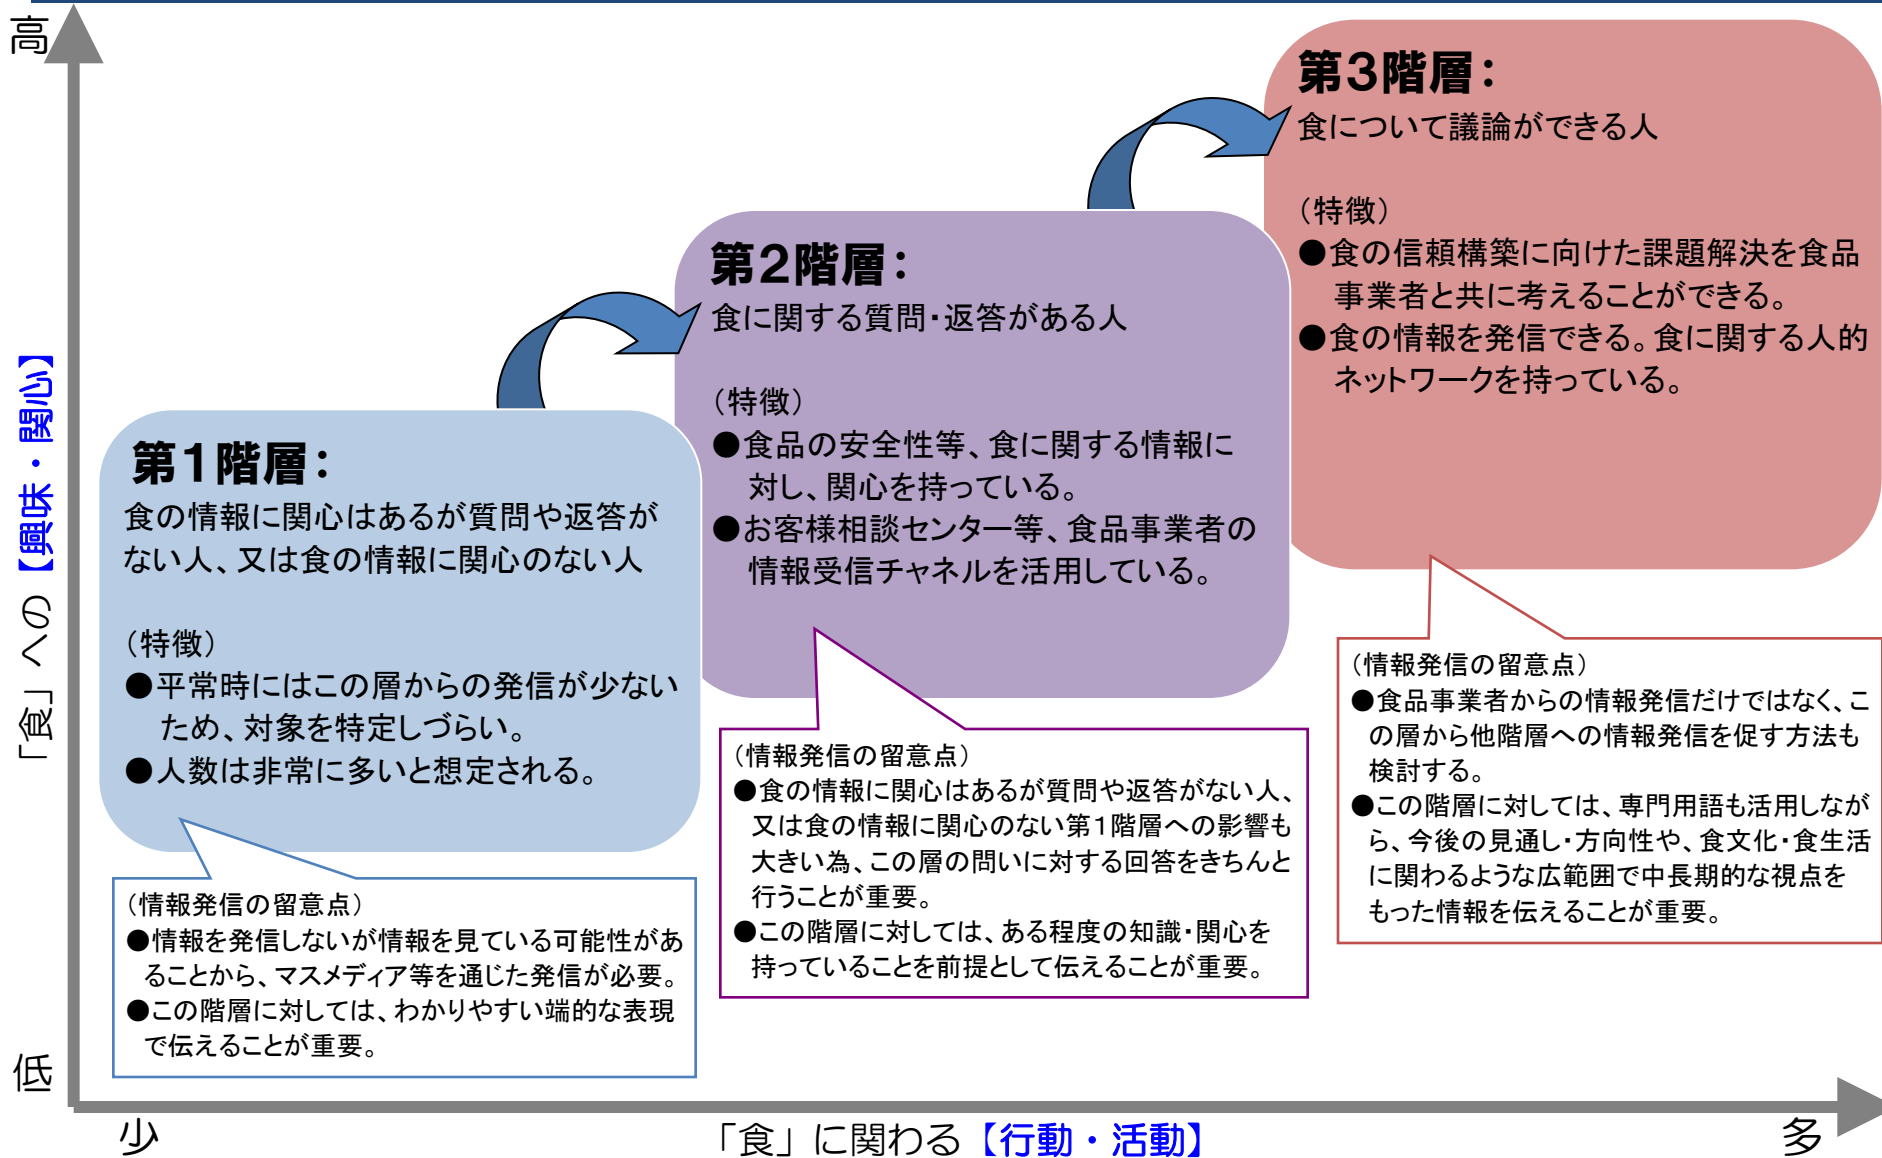 高
「食」への【興味・関心】
低
第1階層：
食の情報に関心はあるが質問や返答が
ない人、又は食の情報に関心のない人
（特徴）
●平常時にはこの層からの発信が少ない
ため、対象を特定しづらい。
●人数は非常に多いと想定される。
（情報発信の留意点）
●情報を発信しないが情報を見ている可能性があ
ることから、マスメディア等を通じた発信が必要。
●この階層に対しては、わかりやすい端的な表現
で伝えることが重要。
第2階層：
食に関する質問・返答がある人
（特徴）
●食品の安全性等、食に関する情報に
対し、関心を持っている。
●お客様相談センター等、食品事業者の
情報受信チャネルを活用している。
（情報発信の留意点）
●食の情報に関心はあるが質問や返答がない人、
又は食の情報に関心のない第1階層への影響も
大きい為、この層の問いに対する回答をきちんと
行うことが重要。
●この階層に対しては、ある程度の知識・関心を
持っていることを前提として伝えることが重要。
第3階層：
食について議論ができる人
（特徴）
●食の信頼構築に向けた課題解決を食品
事業者と共に考えることができる。
●食の情報を発信できる。食に関する人的
ネットワークを持っている。
（情報発信の留意点）
●食品事業者からの情報発信だけではなく、こ
の層から他階層への情報発信を促す方法も
検討する。
●この階層に対しては、専門用語も活用しなが
ら、今後の見通し・方向性や、食文化・食生活
に関わるような広範囲で中長期的な視点を
もった情報を伝えることが重要。
少
「食」に関わる【行動・活動】
多